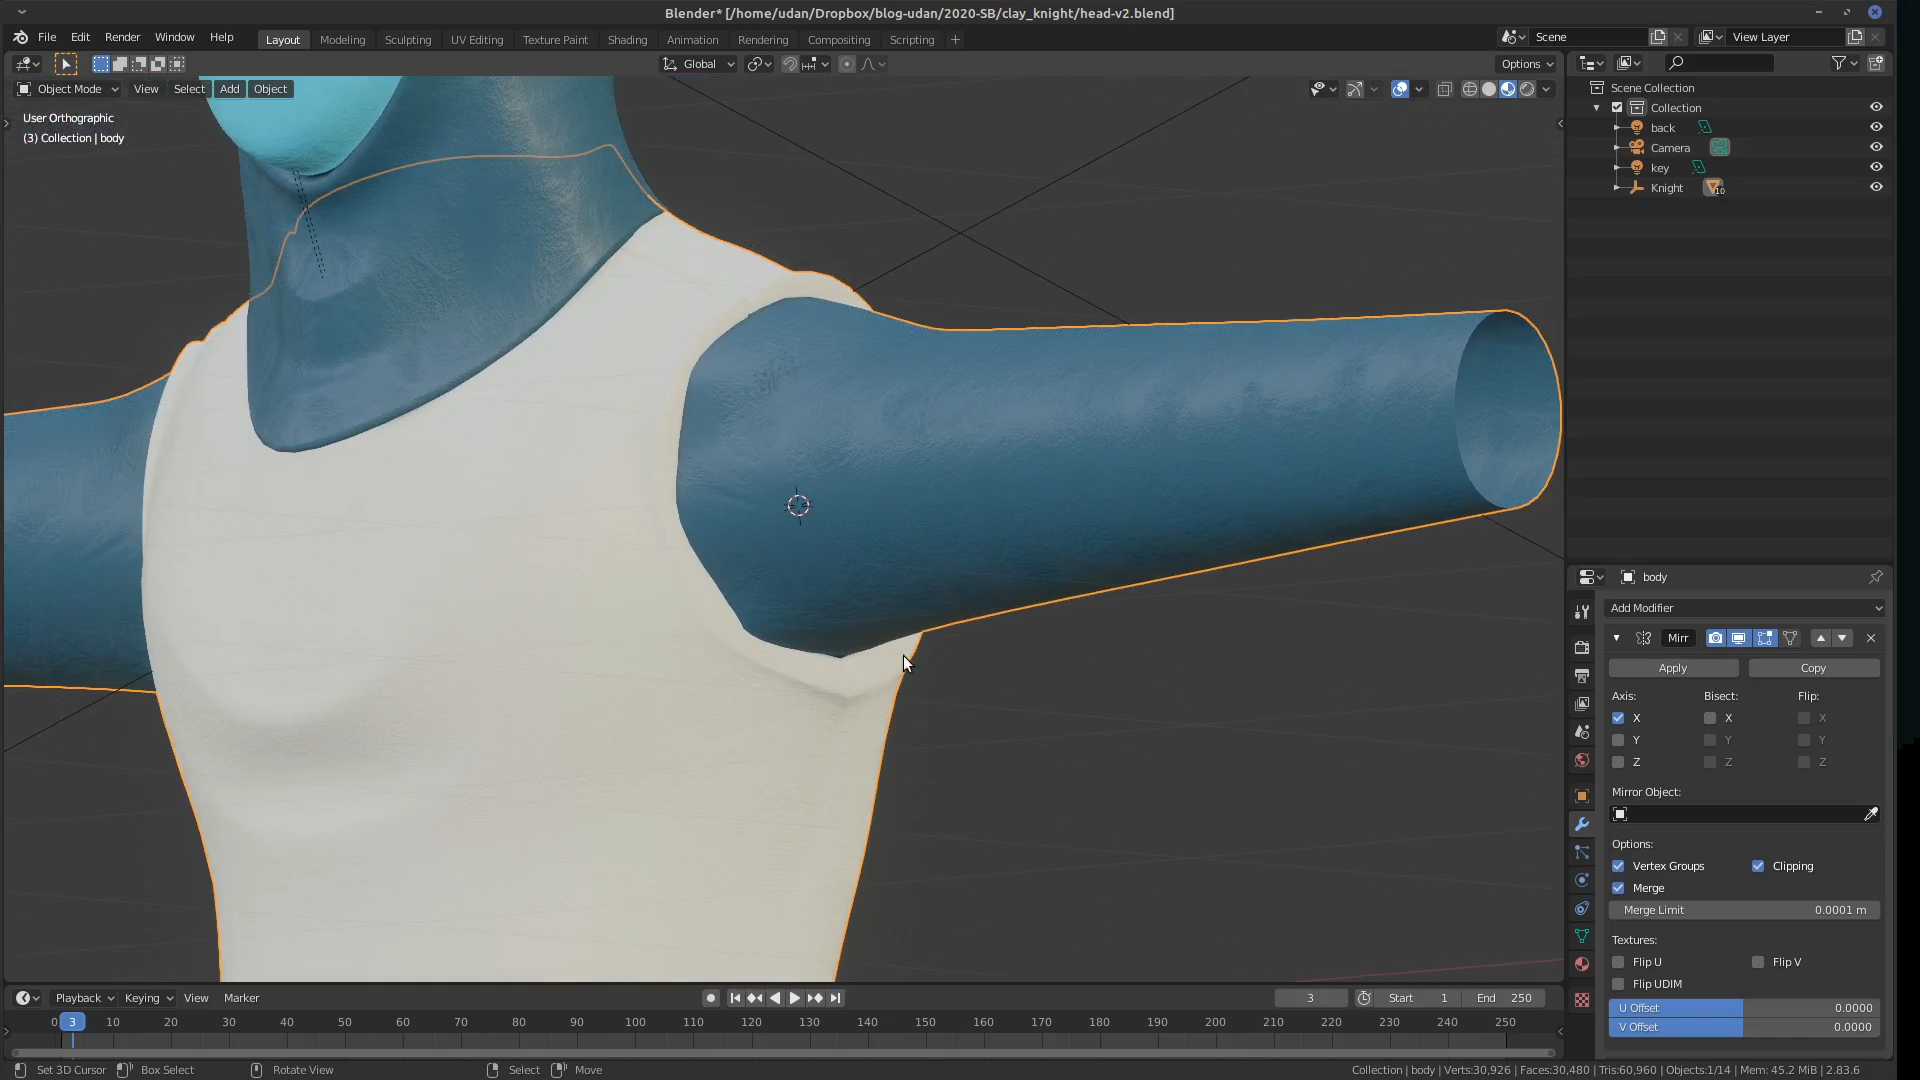 Blender* [/home/udan/Dropbox/blog-udan/2020-SB/clay_knight/head-v2.blend]
File Edit Render Window Help Layout Modeling Sculpting UV Editing Texture Paint Shading Animation Rendering Compositing Scripting + Scene View Layer
Global Options
Object Mode View Select Add Object
User Orthographic
(3) Collection | body
Scene Collection
Collection
back
Camera
key
Knight 10
body
Add Modifier
Mirr
Apply Copy
Axis: Bisect: Flip:
X X X
Y Y Y
Z Z Z
Mirror Object:
Options:
Vertex Groups Clipping
Merge
Merge Limit 0.0001 m
Textures:
Flip U Flip V
Flip UDIM
U Offset 0.0000
V Offset 0.0000
Playback Keying View Marker 3 Start 1 End 250
0 3 10 20 30 40 50 60 70 80 90 100 110 120 130 140 150 160 170 180 190 200 210 220 230 240 250
Set 3D Cursor Box Select Rotate View Select Move Collection | body | Verts:30,926 | Faces:30,480 | Tris:60,960 | Objects:1/14 | Mem: 45.2 MiB | 2.83.6